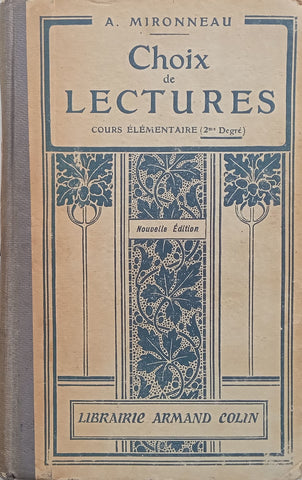 A. MIRONNEAU
Choix
de
LECTURES
COURS ÉLÉMENTAIRE (2me Degré)
Nouvelle Édition
LIBRAIRIE ARMAND COLIN